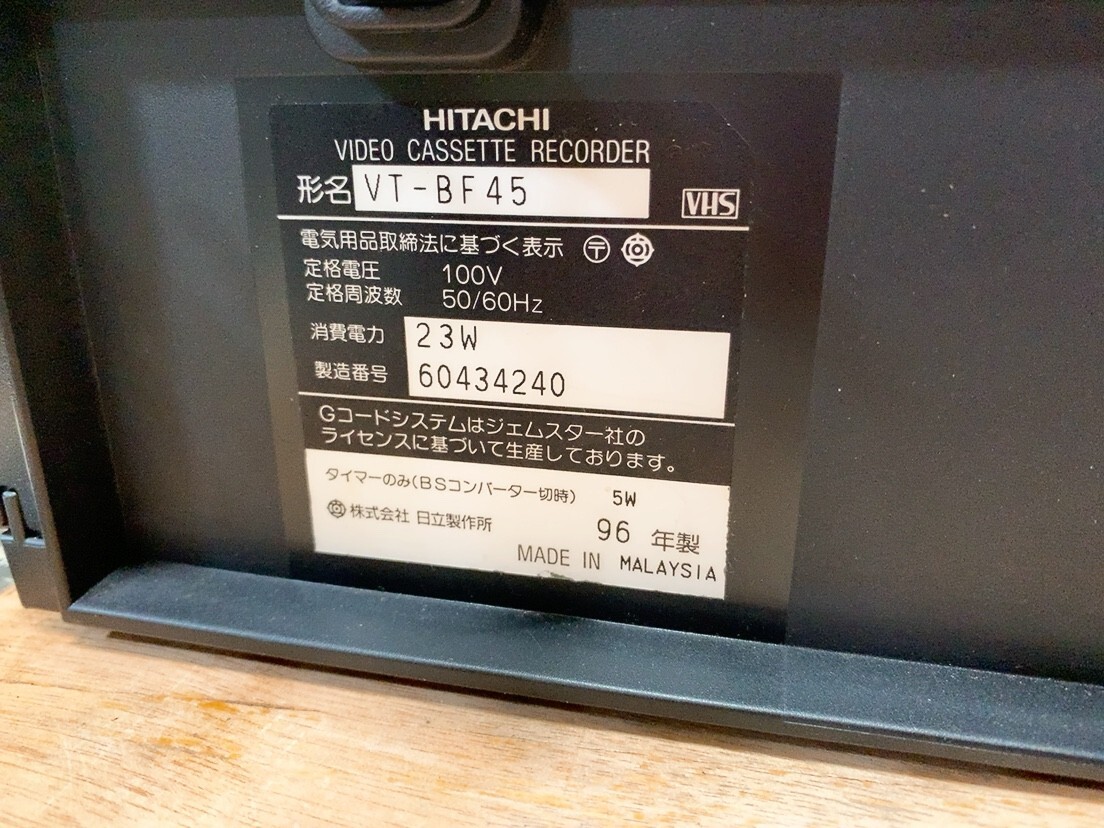 HITACHI
VIDEO CASSETTE RECORDER
形名 VT-BF45 VHS
電気用品取締法に基づく表示 〒
定格電圧 100V
定格周波数 50/60Hz
消費電力 23W
製造番号 60434240
Gコードシステムはジェムスター社の
ライセンスに基づいて生産しております。
タイマーのみ(BSコンバーター切時) 5W
株式会社 日立製作所 96 年製
MADE IN MALAYSIA